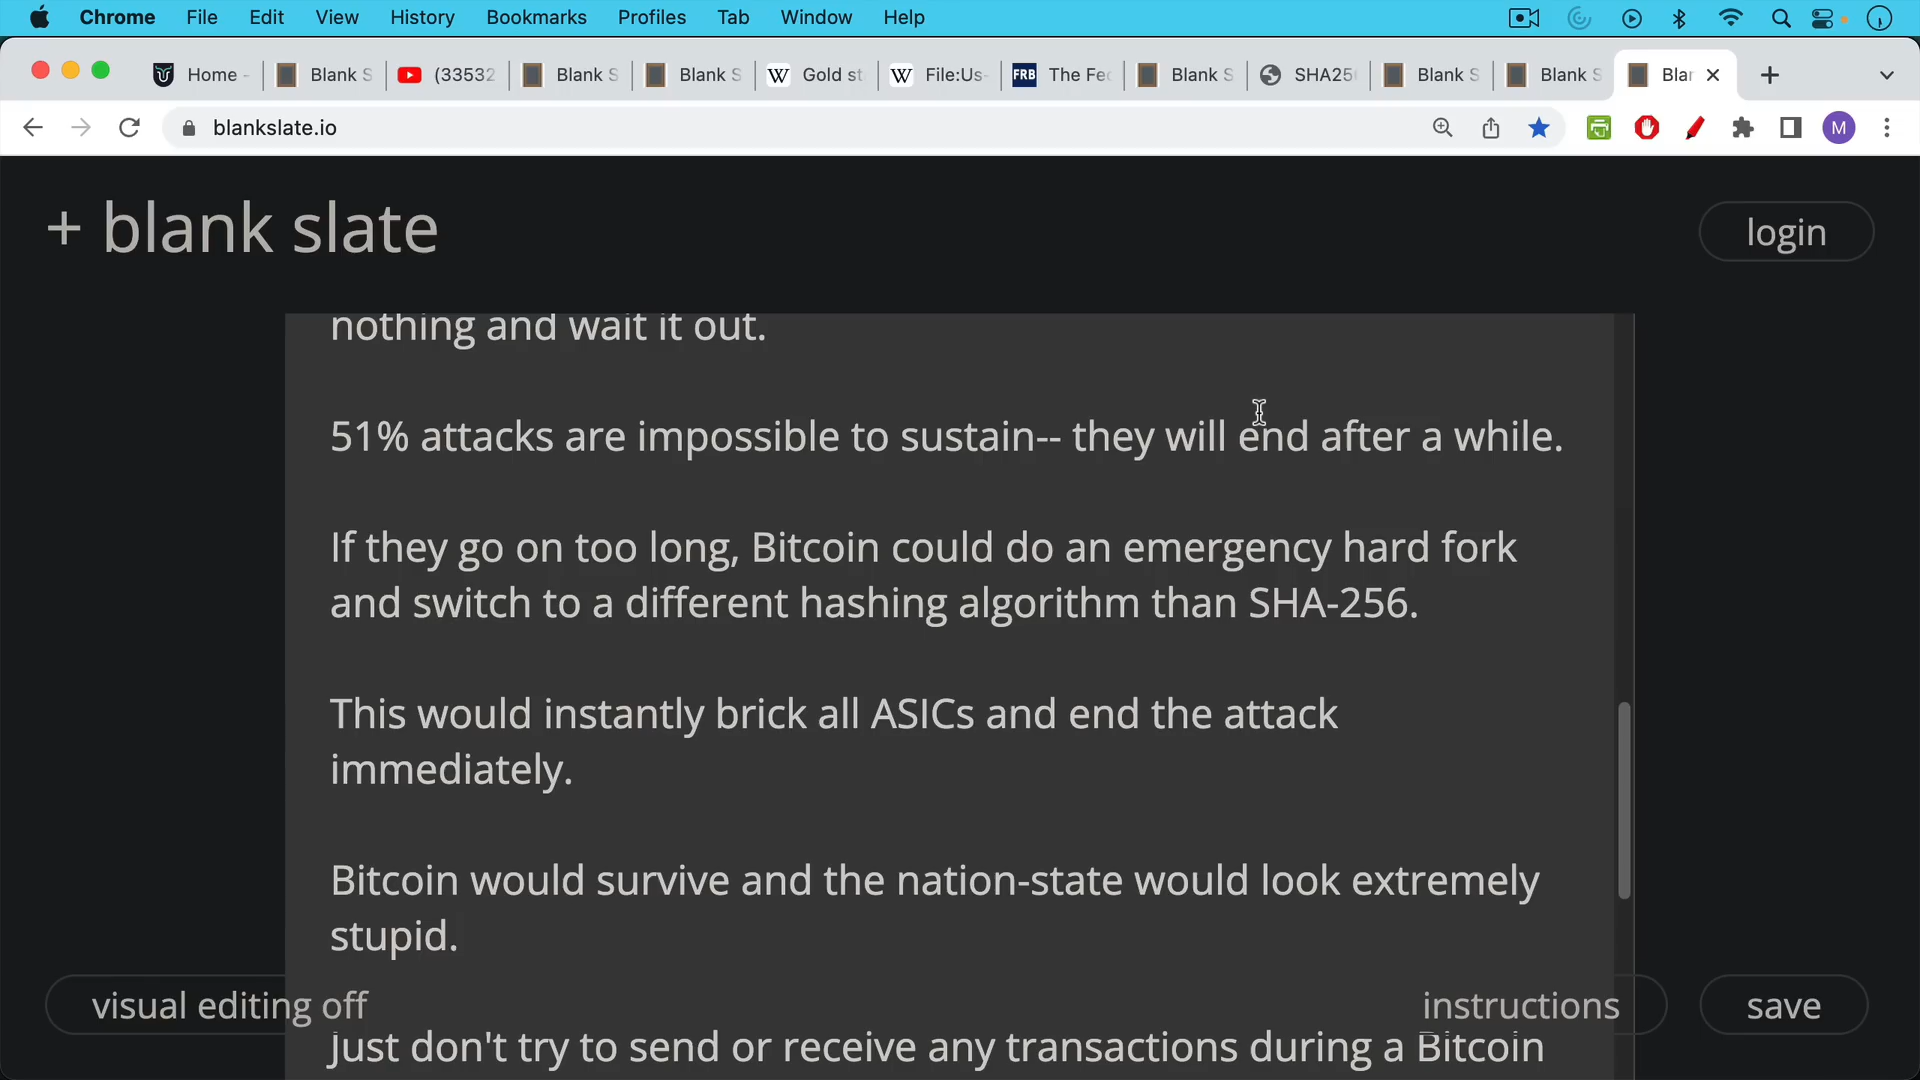 Chrome File Edit View History Bookmarks Profiles Tab Window Help
Home - Blank S (33532 Blank S Blank S Gold st File:Us- FRB The Fed Blank S SHA25 Blank S Blank S Blan
blankslate.io M
+ blank slate login
nothing and wait it out.
51% attacks are impossible to sustain-- they will end after a while.
If they go on too long, Bitcoin could do an emergency hard fork
and switch to a different hashing algorithm than SHA-256.
This would instantly brick all ASICs and end the attack
immediately.
Bitcoin would survive and the nation-state would look extremely
stupid.
visual editing off instructions save
Just don't try to send or receive any transactions during a Bitcoin